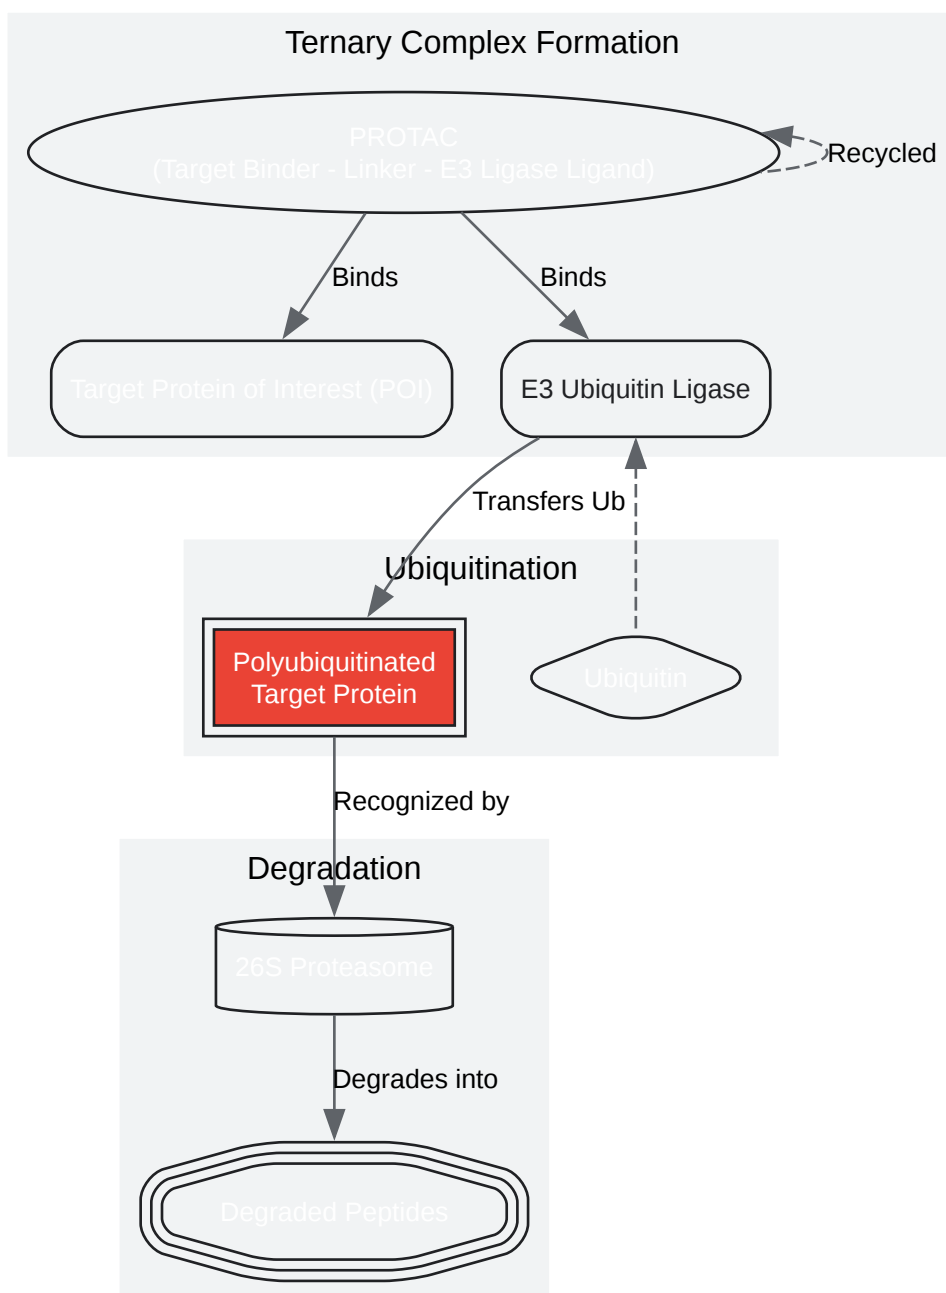 Ternary Complex Formation
PROTAC
(Target Binder - Linker - E3 Ligase Ligand)
Recycled
Binds
Binds
Target Protein of Interest (POI)
E3 Ubiquitin Ligase
Transfers Ub
Ubiquitination
Polyubiquitinated
Target Protein
Ubiquitin
Recognized by
Degradation
26S Proteasome
Degrades into
Degraded Peptides